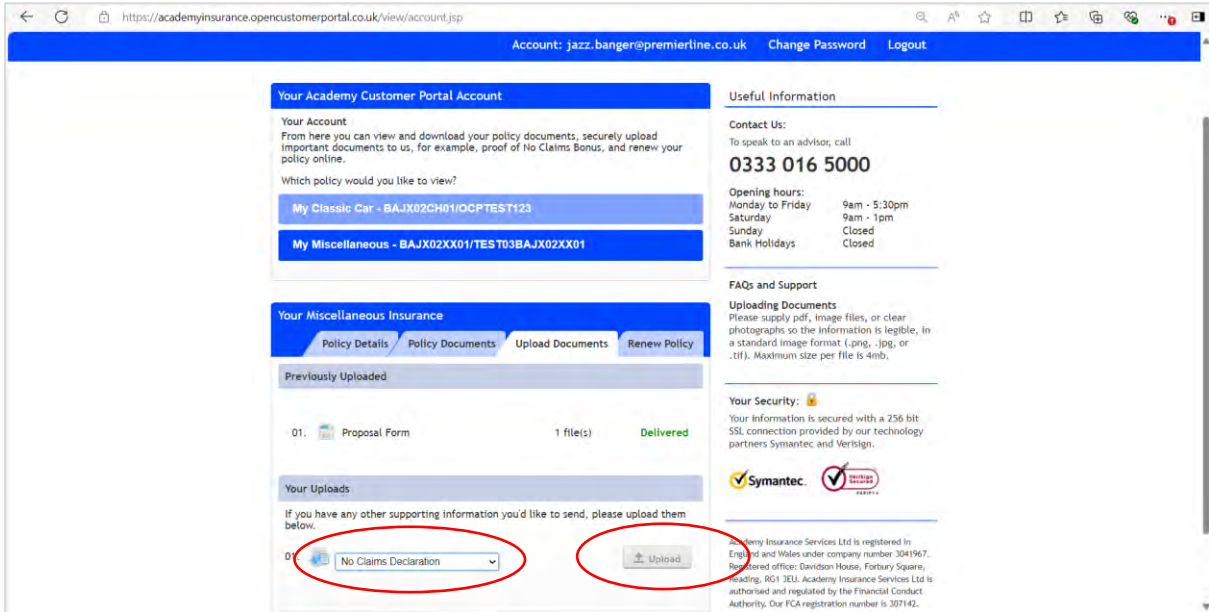 https://academyinsurance.opencustomerportal.co.uk/view/account.jsp
Account: jazz.banger@premierline.co.uk Change Password Logout
Your Academy Customer Portal Account
Your Account
From here you can view and download your policy documents, securely upload
important documents to us, for example, proof of No Claims Bonus, and renew your
policy online.
Which policy would you like to view?
My Classic Car - BAJX02CH01/OCPTEST123
My Miscellaneous - BAJX02XX01/TEST03BAJX02XX01
Your Miscellaneous Insurance
Policy Details Policy Documents Upload Documents Renew Policy
Previously Uploaded
01. Proposal Form 1 file(s) Delivered
Your Uploads
If you have any other supporting information you'd like to send, please upload them
below.
01. No Claims Declaration Upload
Useful Information
Contact Us:
To speak to an advisor, call
0333 016 5000
Opening hours:
Monday to Friday 9am - 5:30pm
Saturday 9am - 1pm
Sunday Closed
Bank Holidays Closed
FAQs and Support
Uploading Documents
Please supply pdf, image files, or clear
photographs so the information is legible, in
a standard image format (.png, .jpg, or
.tif). Maximum size per file is 4mb.
Your Security:
Your information is secured with a 256 bit
SSL connection provided by our technology
partners Symantec and Verisign.
Symantec.
VeriSign
Secured
VERIFY
Academy Insurance Services Ltd is registered in
England and Wales under company number 3041967.
Registered office: Davidson House, Forbury Square,
Reading, RG1 3EU. Academy Insurance Services Ltd is
authorised and regulated by the Financial Conduct
Authority. Our FCA registration number is 307142.